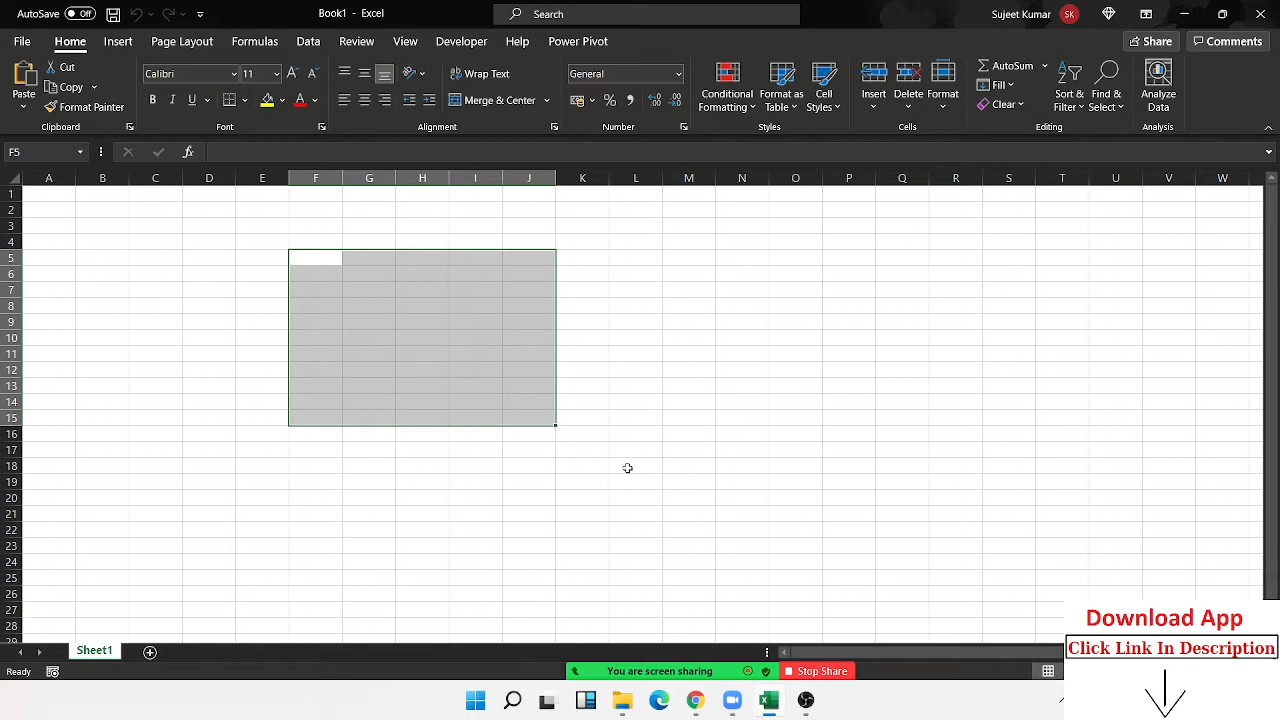 AutoSave Off Book1 - Excel Search Sujeet Kumar SK
File Home Insert Page Layout Formulas Data Review View Developer Help Power Pivot Share Comments
Paste Cut Copy Format Painter
Calibri 11
B I U
Wrap Text
Merge & Center
General
Conditional Formatting
Format as Table
Cell Styles
Insert Delete Format
AutoSum
Fill
Clear
Sort & Filter
Find & Select
Analyze Data
Clipboard Font Alignment Number Styles Cells Editing Analysis
F5 fx
A B C D E F G H I J K L M N O P Q R S T U V W
1
2
3
4
5
6
7
8
9
10
11
12
13
14
15
16
17
18
19
20
21
22
23
24
25
26
27
28
29
Download App
Click Link In Description
Sheet1
Ready You are screen sharing Stop Share